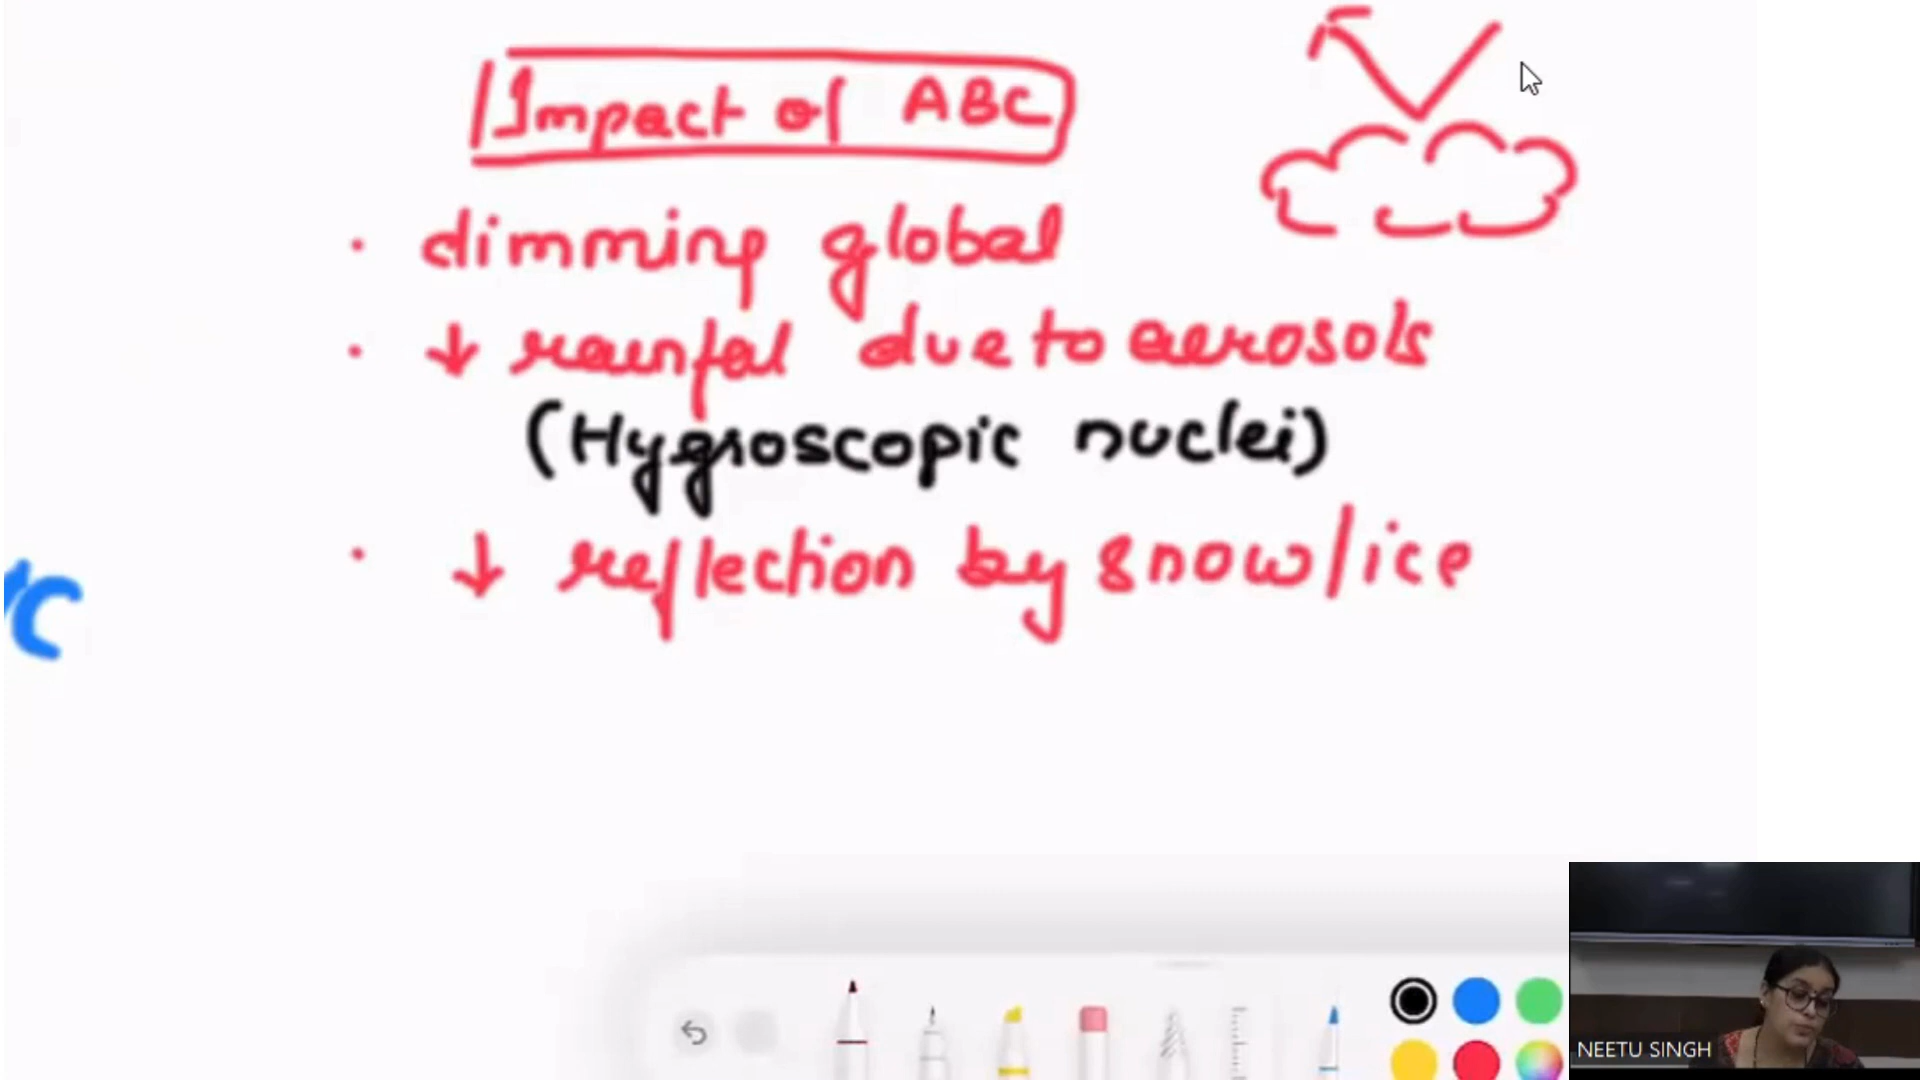 Impact of ABC
· dimming global
· ↓ rainfal due to aerosols
(Hygroscopic nuclei)
· ↓ reflection by snow/ice
NEETU SINGH